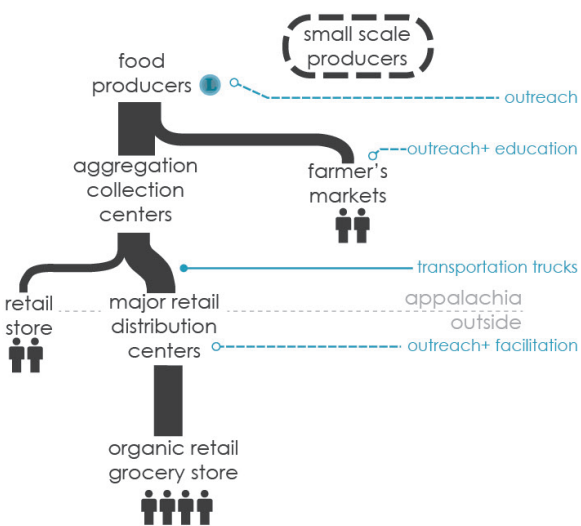 small scale
producers
food
producers L
outreach
outreach+ education
aggregation
collection
centers
farmer's
markets
transportation trucks
retail
store
major retail
distribution
centers
appalachia
outside
outreach+ facilitation
organic retail
grocery store